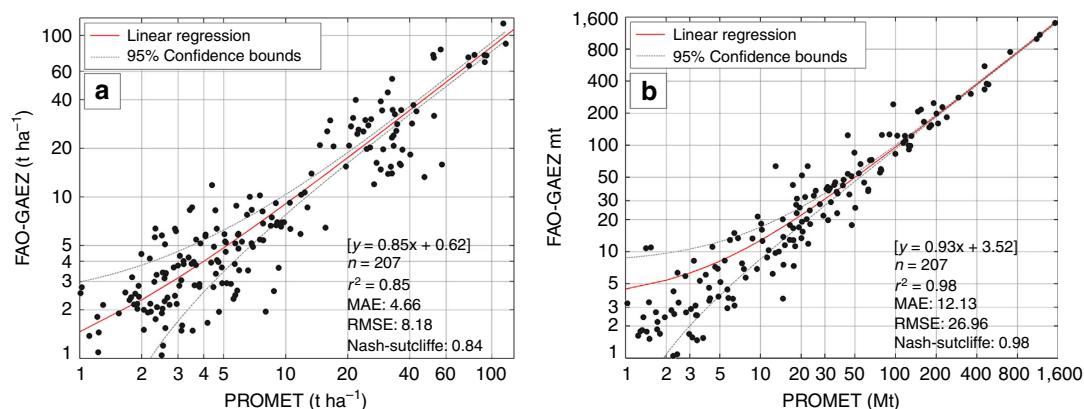 100
60
40
20
10
5
4
3
2
1
FAO-GAEZ (t ha⁻¹)
Linear regression
95% Confidence bounds
a
[y = 0.85x + 0.62]
n = 207
r² = 0.85
MAE: 4.66
RMSE: 8.18
Nash-sutcliffe: 0.84
1 2 3 4 5 10 20 40 60 100
PROMET (t ha⁻¹)
1,600
800
400
200
100
50
40
30
20
10
5
4
3
2
1
FAO-GAEZ mt
Linear regression
95% Confidence bounds
b
[y = 0.93x + 3.52]
n = 207
r² = 0.98
MAE: 12.13
RMSE: 26.96
Nash-sutcliffe: 0.98
1 2 3 5 10 20 30 50 100 200 400 800 1,600
PROMET (Mt)